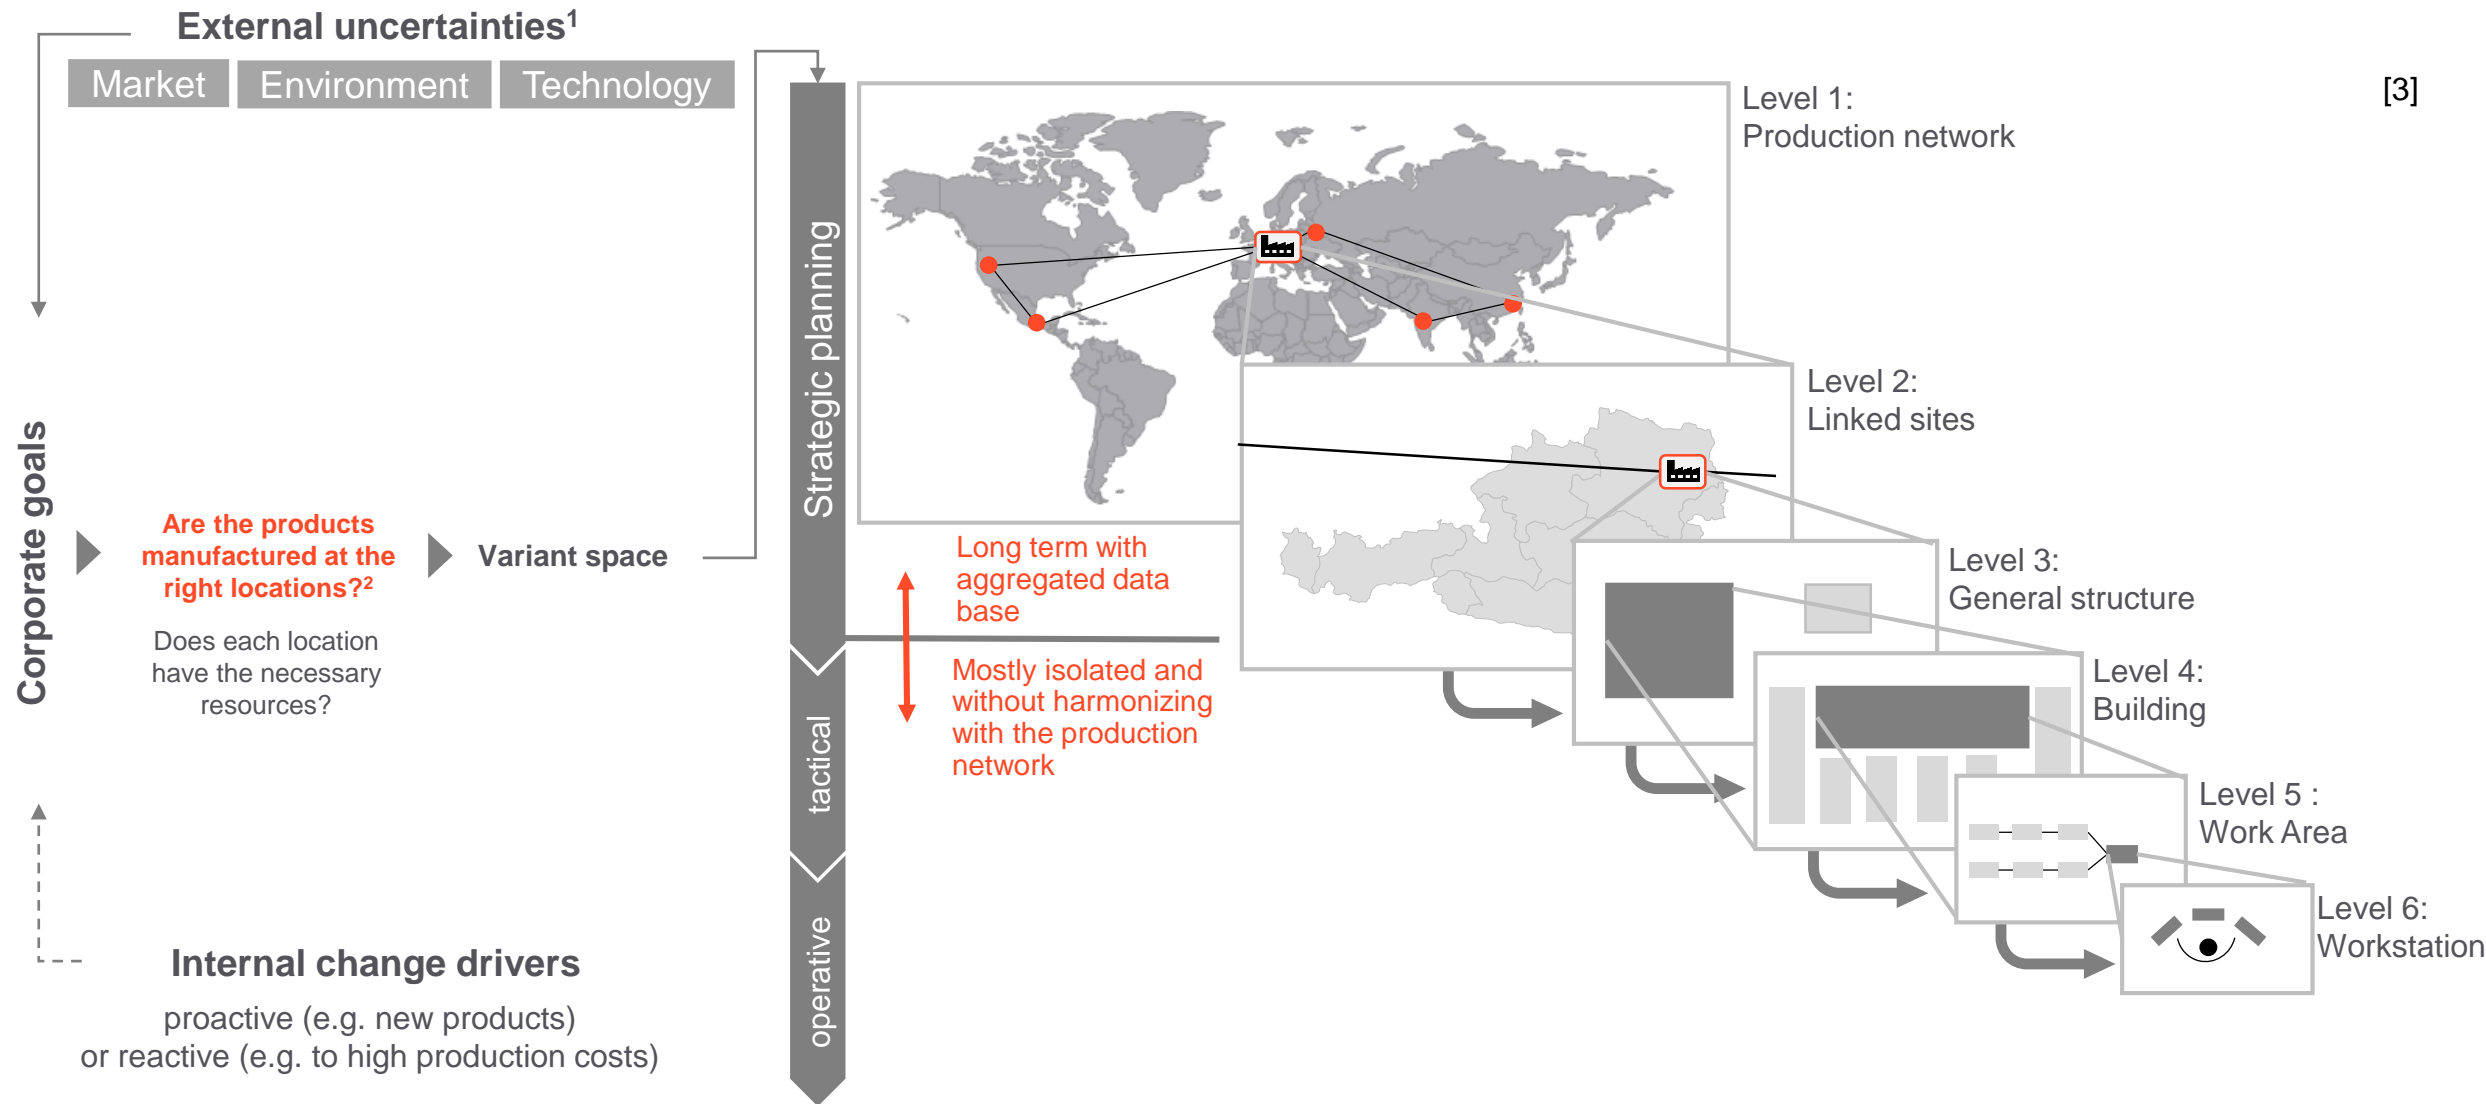 External uncertainties¹
Market
Environment
Technology
Corporate goals
Are the products
manufactured at the
right locations?²
Does each location
have the necessary
resources?
Variant space
Internal change drivers
proactive (e.g. new products)
or reactive (e.g. to high production costs)
Strategic planning
tactical
operative
Long term with
aggregated data
base
Mostly isolated and
without harmonizing
with the production
network
Level 1:
Production network
[3]
Level 2:
Linked sites
Level 3:
General structure
Level 4:
Building
Level 5 :
Work Area
Level 6:
Workstation